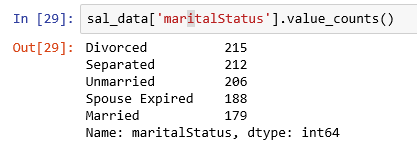 In [29]: sal_data['maritalStatus'].value_counts()
Out[29]: Divorced 215
Separated 212
Unmarried 206
Spouse Expired 188
Married 179
Name: maritalStatus, dtype: int64